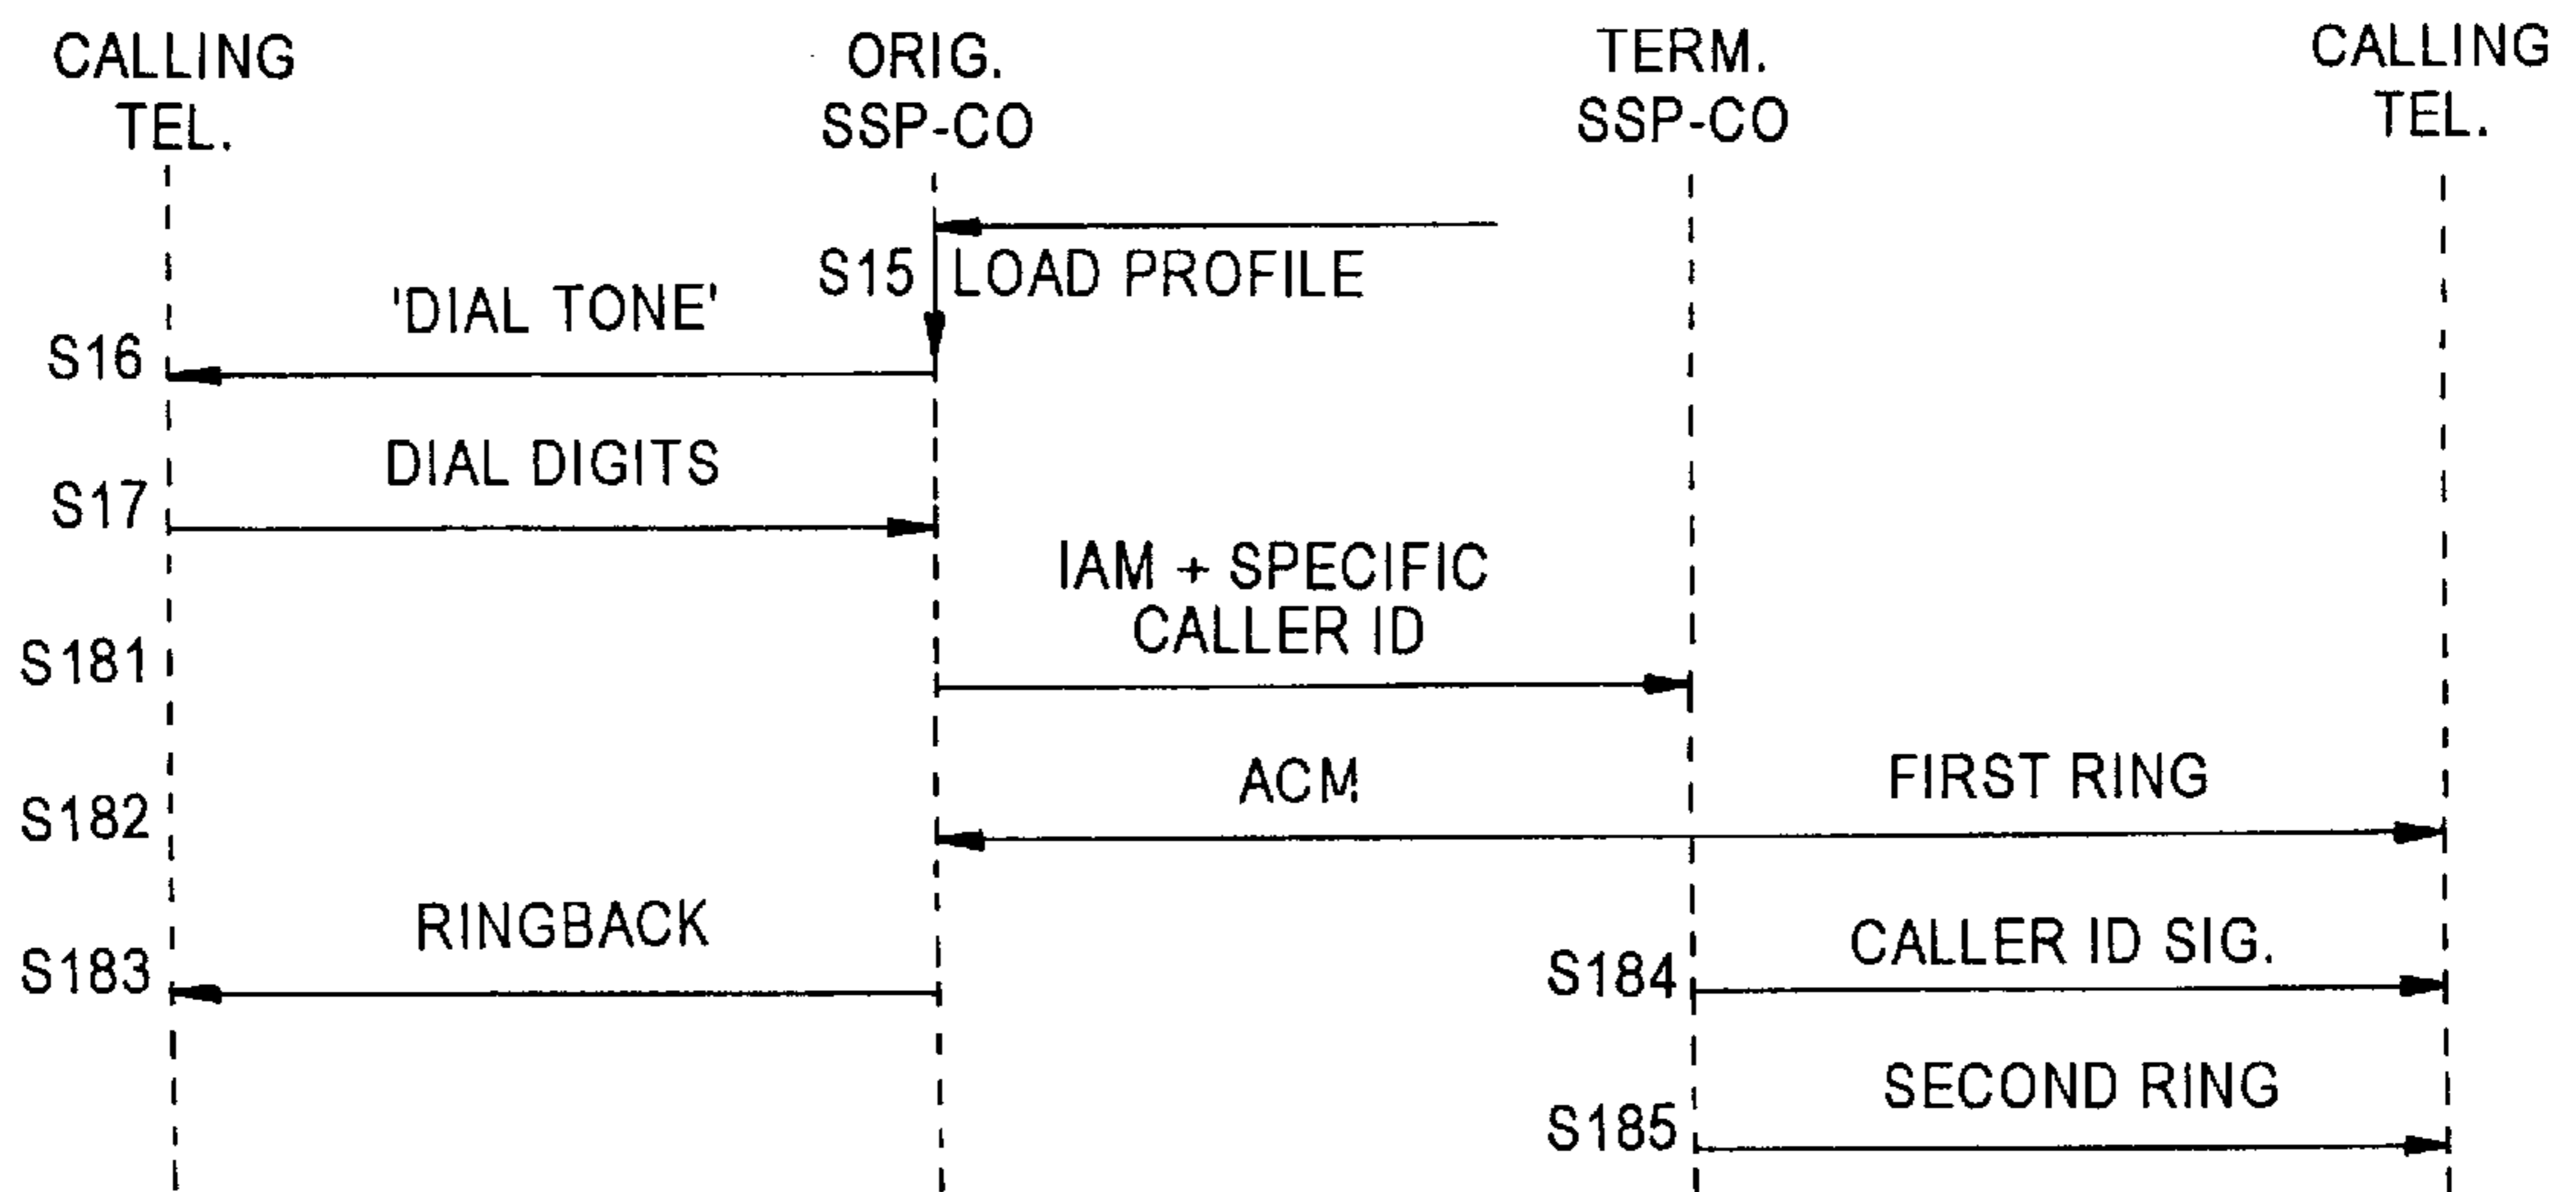 CALLING
TEL.
ORIG.
SSP-CO
TERM.
SSP-CO
CALLING
TEL.
S15 LOAD PROFILE
'DIAL TONE'
S16
DIAL DIGITS
S17
IAM + SPECIFIC
CALLER ID
S181
ACM
FIRST RING
S182
RINGBACK
S183
CALLER ID SIG.
S184
SECOND RING
S185